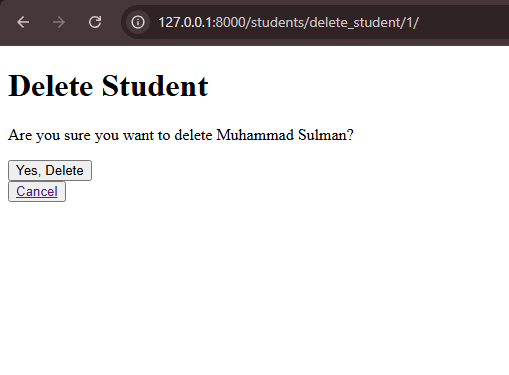 127.0.0.1:8000/students/delete_student/1/
Delete Student
Are you sure you want to delete Muhammad Sulman?
Yes, Delete
Cancel